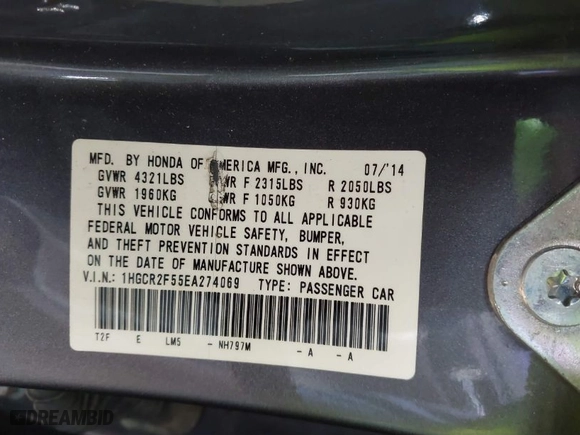 MFD. BY HONDA OF AMERICA MFG., INC. 07/'14
GVWR 4321LBS WR F 2315LBS R 2050LBS
GVWR 1960KG WR F 1050KG R 930KG
THIS VEHICLE CONFORMS TO ALL APPLICABLE
FEDERAL MOTOR VEHICLE SAFETY, BUMPER,
AND THEFT PREVENTION STANDARDS IN EFFECT
ON THE DATE OF MANUFACTURE SHOWN ABOVE.
V.I.N.: 1HGCR2F55EA274069 TYPE: PASSENGER CAR
T2F E LM5 - NH797M - A - A
DREAMBID